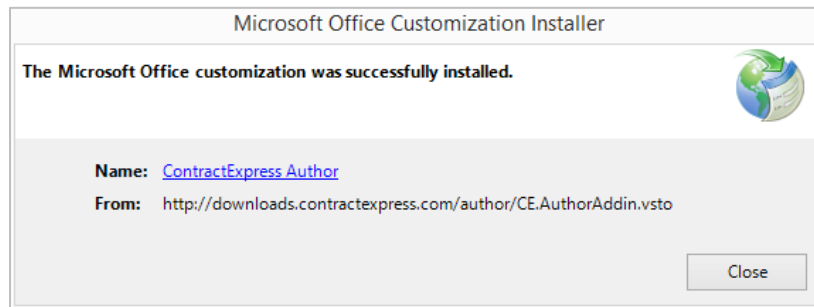 Microsoft Office Customization Installer
The Microsoft Office customization was successfully installed.
Name: ContractExpress Author
From: http://downloads.contractexpress.com/author/CE.AuthorAddin.vsto
Close